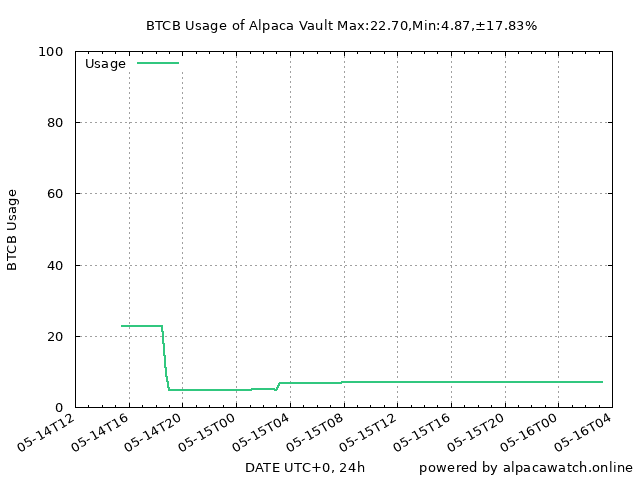 BTCB Usage of Alpaca Vault Max:22.70,Min:4.87,±17.83%
Usage
100
80
60
40
20
0
BTCB Usage
05-14T12
05-14T16
05-14T20
05-15T00
05-15T04
05-15T08
05-15T12
05-15T16
05-15T20
05-16T00
05-16T04
DATE UTC+0, 24h
powered by alpacawatch.online